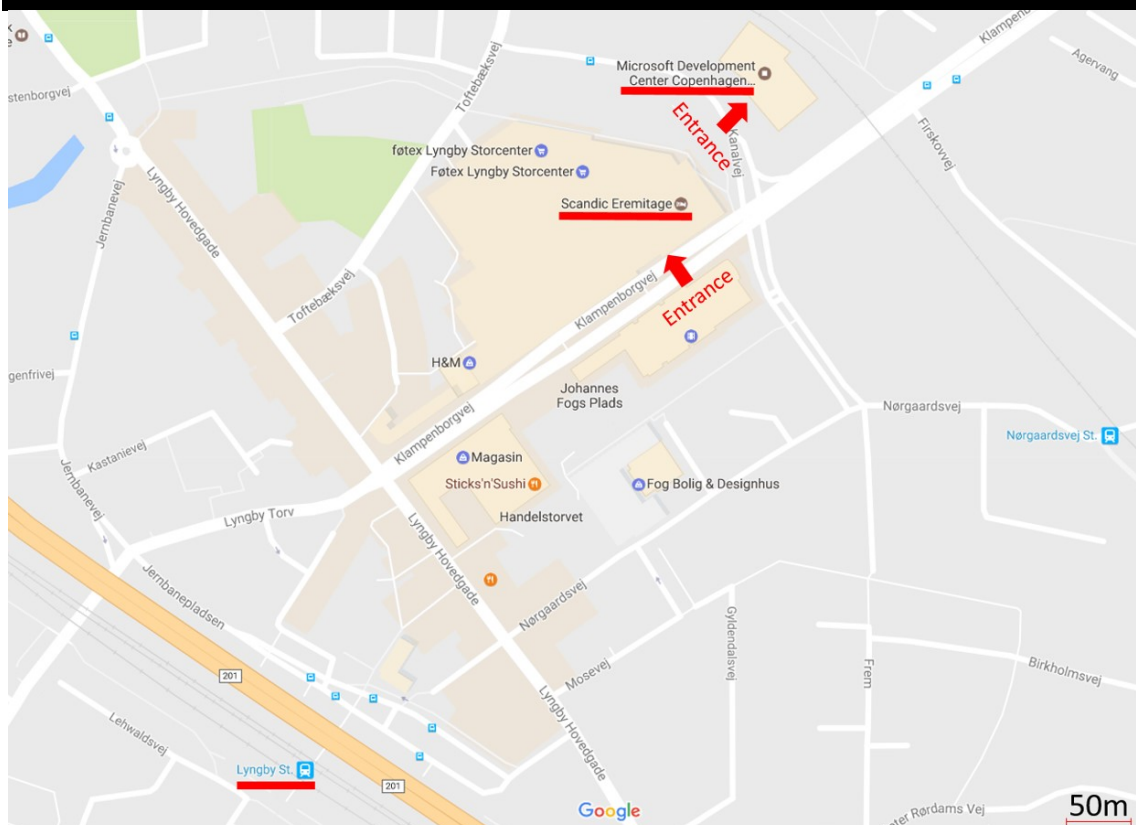 Klampenborgvej
Agervang
Microsoft Development
Center Copenhagen...
Toftebæksvej
Entrance
Kanalvej
Firskovvej
føtex Lyngby Storcenter
Føtex Lyngby Storcenter
Scandic Eremitage
Lyngby Hovedgade
Jernbanevej
Toftebæksvej
Klampenborgvej
Entrance
H&M
Johannes
Fogs Plads
Nørgaardsvej
Nørgaardsvej St.
Klampenborgvej
Kastanievej
Jernbanevej
Magasin
Sticks'n'Sushi
Fog Bolig & Designhus
Lyngby Torv
Handelstorvet
Lyngby Hovedgade
Jernbanepladsen
Nørgaardsvej
Gyldendalsvej
Mosevej
Frem
Birkholmsvej
201
Lyngby Hovedgade
Lehwaldsvej
Lyngby St.
201
Google
50m